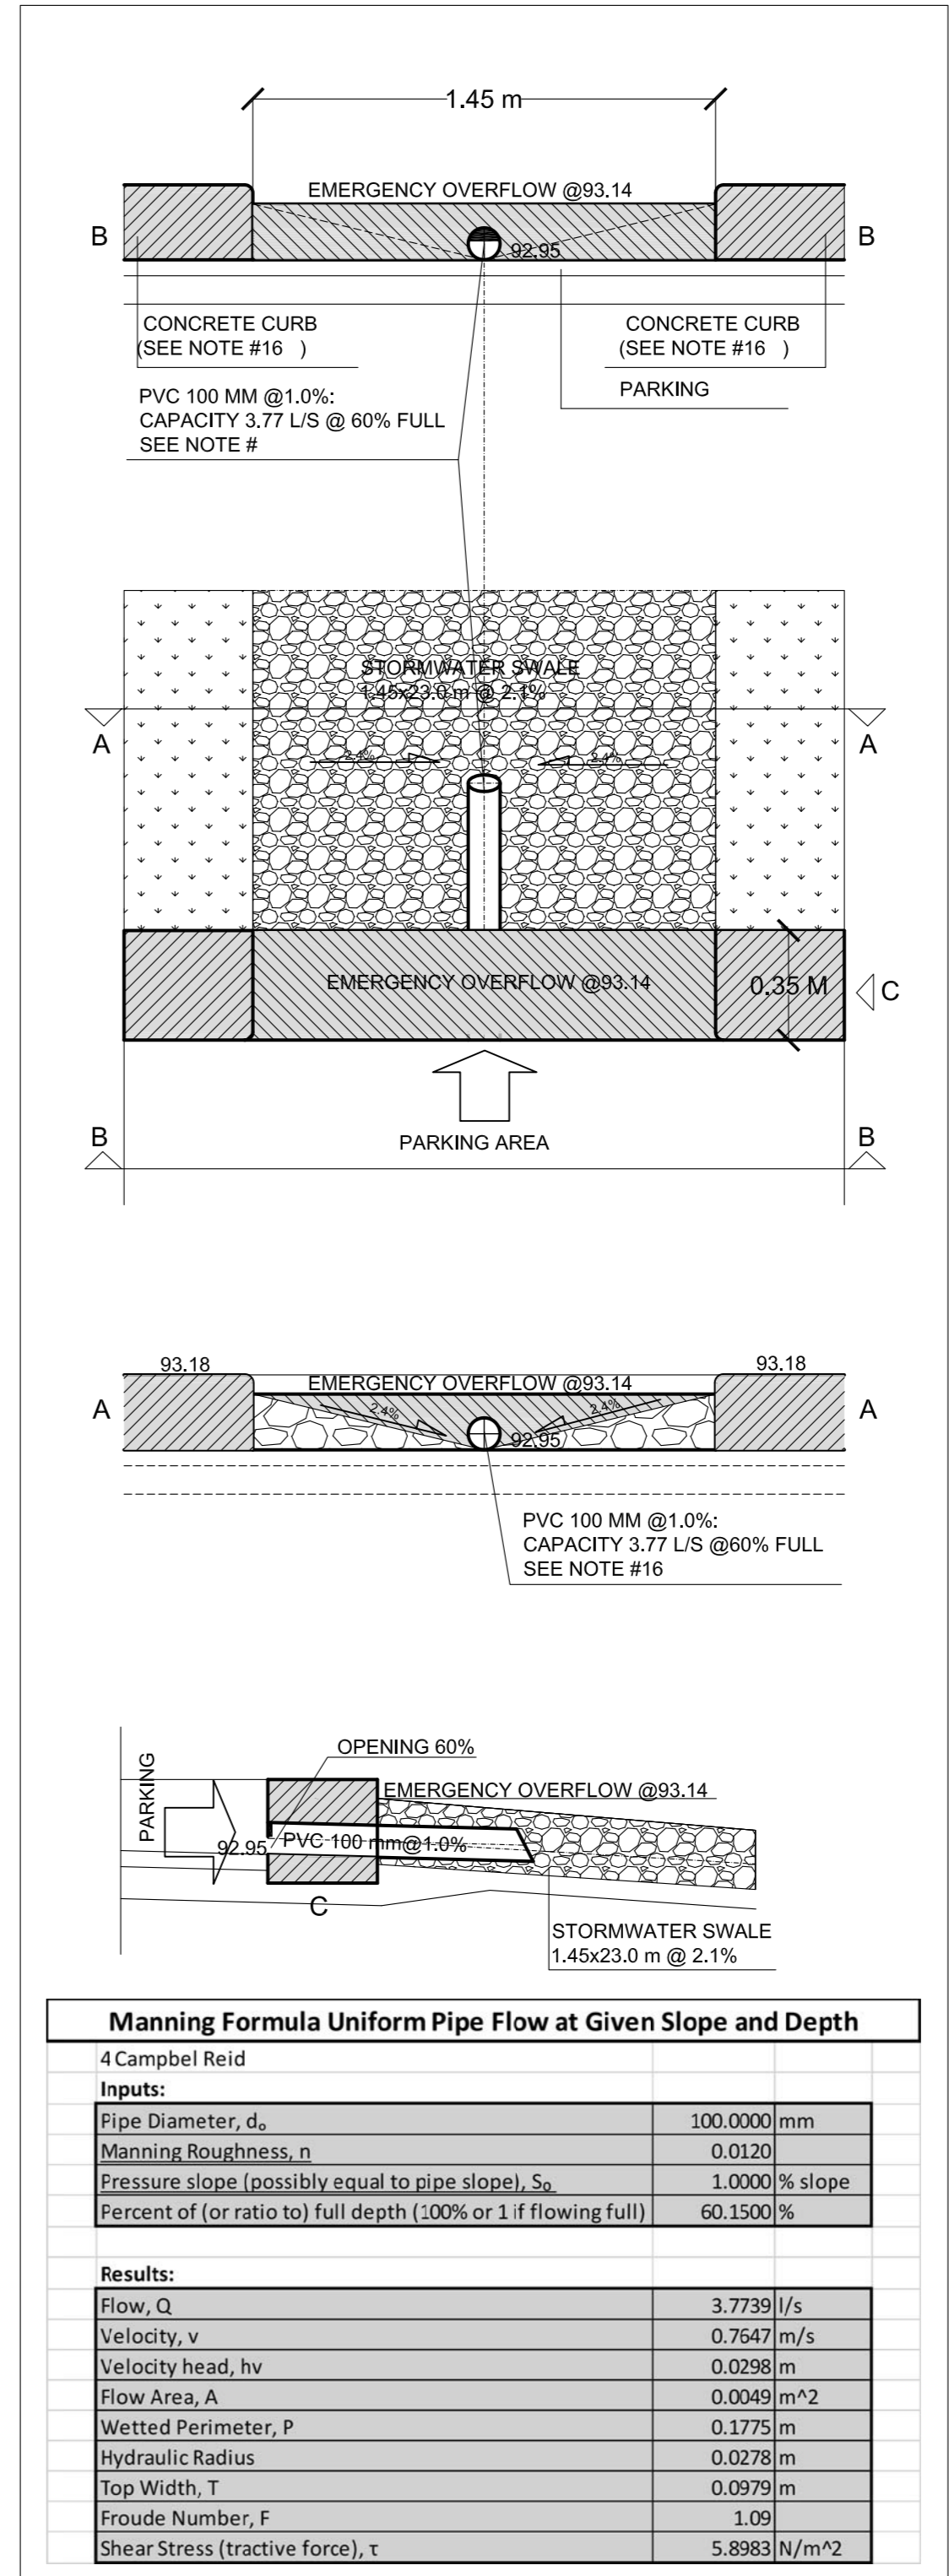 1.45 m
EMERGENCY OVERFLOW @93.14
B
B
92.95
CONCRETE CURB
(SEE NOTE #16 )
CONCRETE CURB
(SEE NOTE #16 )
PARKING
PVC 100 MM @1.0%:
CAPACITY 3.77 L/S @ 60% FULL
SEE NOTE #
STORMWATER SWALE
1.45x23.0 m @ 2.1%
A
A
2.4%
2.4%
EMERGENCY OVERFLOW @93.14
0.35 M
C
B
B
PARKING AREA
93.18
93.18
EMERGENCY OVERFLOW @93.14
A
A
2.4%
2.4%
92.95
PVC 100 MM @1.0%:
CAPACITY 3.77 L/S @60% FULL
SEE NOTE #16
OPENING 60%
PARKING
EMERGENCY OVERFLOW @93.14
92.95
PVC 100 mm@1.0%
C
STORMWATER SWALE
1.45x23.0 m @ 2.1%
Manning Formula Uniform Pipe Flow at Given Slope and Depth
4 Campbel Reid
Inputs:
Pipe Diameter, dₒ 100.0000 mm
Manning Roughness, n 0.0120
Pressure slope (possibly equal to pipe slope), S₀ 1.0000 % slope
Percent of (or ratio to) full depth (100% or 1 if flowing full) 60.1500 %
Results:
Flow, Q 3.7739 l/s
Velocity, v 0.7647 m/s
Velocity head, hv 0.0298 m
Flow Area, A 0.0049 m^2
Wetted Perimeter, P 0.1775 m
Hydraulic Radius 0.0278 m
Top Width, T 0.0979 m
Froude Number, F 1.09
Shear Stress (tractive force), τ 5.8983 N/m^2